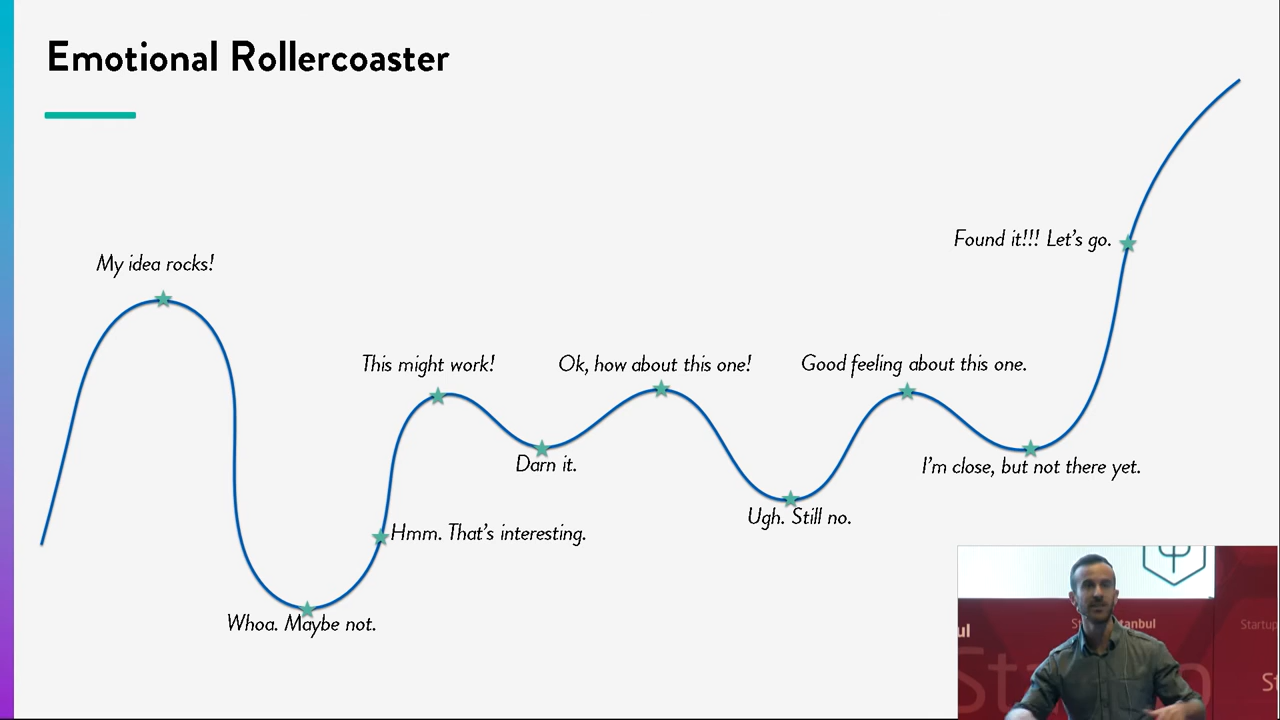 Emotional Rollercoaster
My idea rocks!
Whoa. Maybe not.
Hmm. That's interesting.
This might work!
Darn it.
Ok, how about this one!
Ugh. Still no.
Good feeling about this one.
I'm close, but not there yet.
Found it!!! Let's go.
Startup